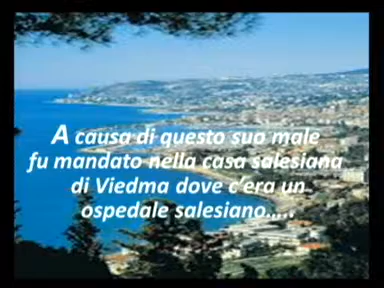 A causa di questo suo male
fu mandato nella casa salesiana
di Viedma dove c'era un
ospedale salesiano.....